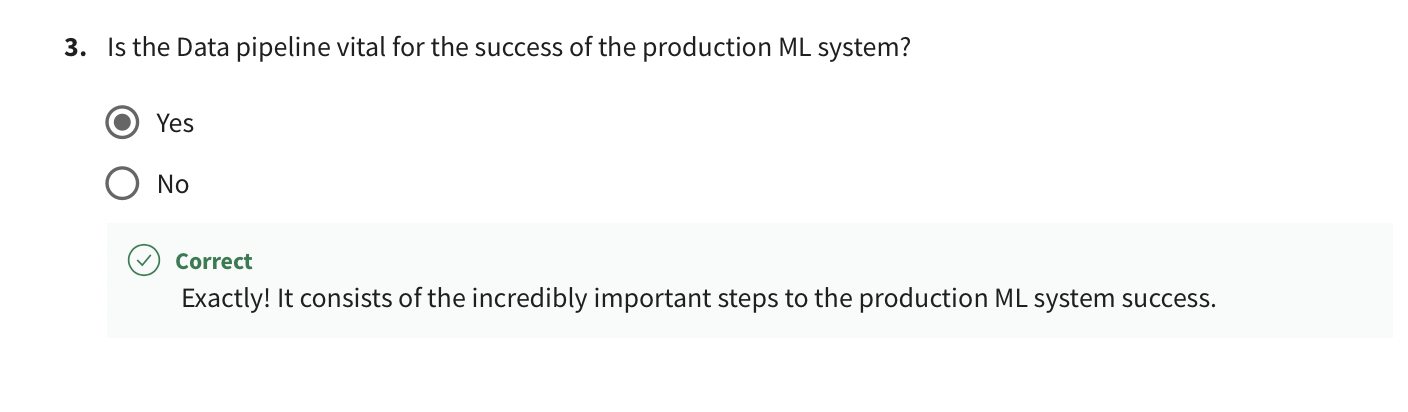 3. Is the Data pipeline vital for the success of the production ML system?
Yes
No
Correct
Exactly! It consists of the incredibly important steps to the production ML system success.